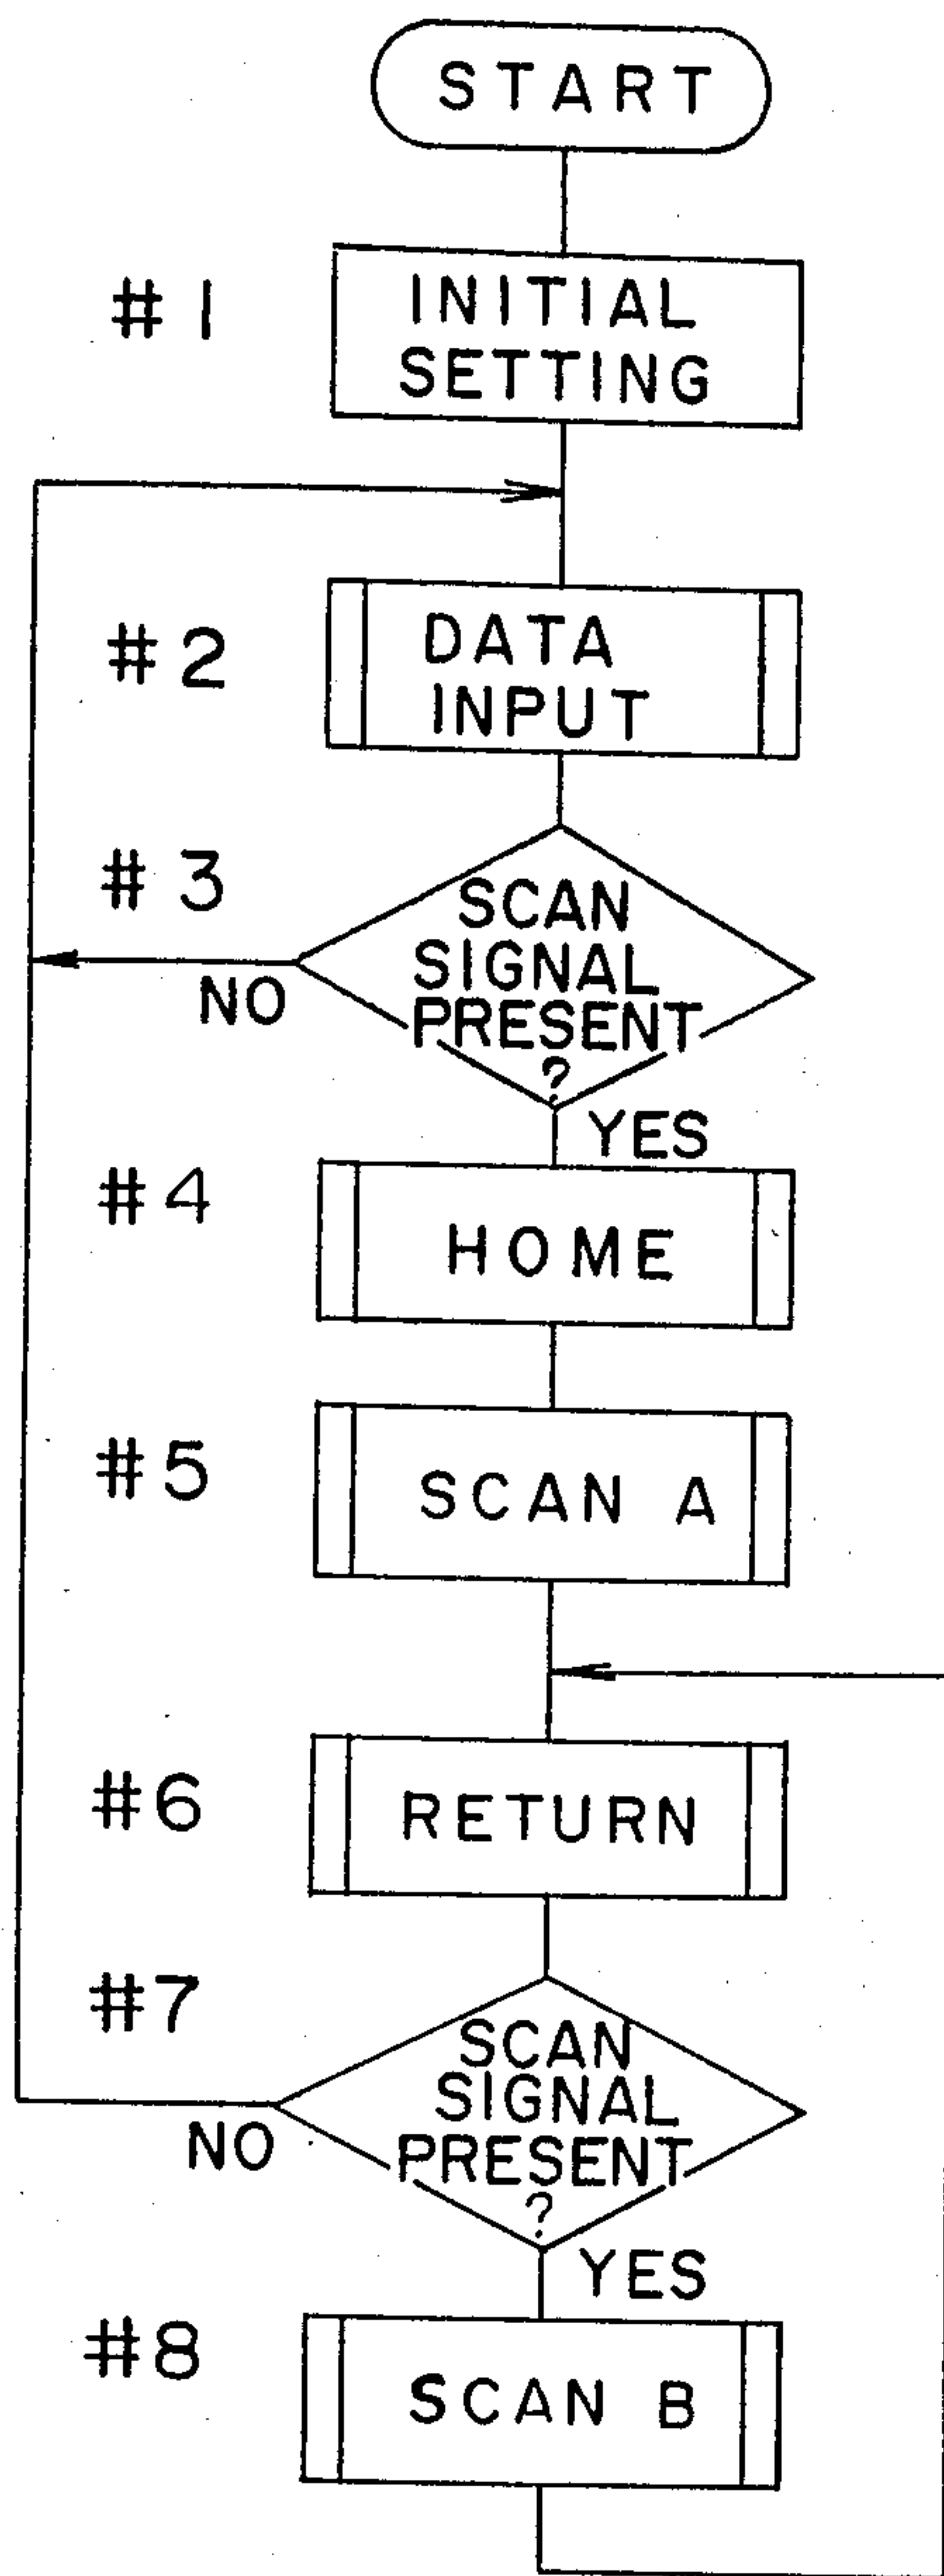 START
#1
INITIAL
SETTING
#2
DATA
INPUT
#3
SCAN
SIGNAL
PRESENT
?
NO
YES
#4
HOME
#5
SCAN A
#6
RETURN
#7
SCAN
SIGNAL
PRESENT
?
NO
YES
#8
SCAN B